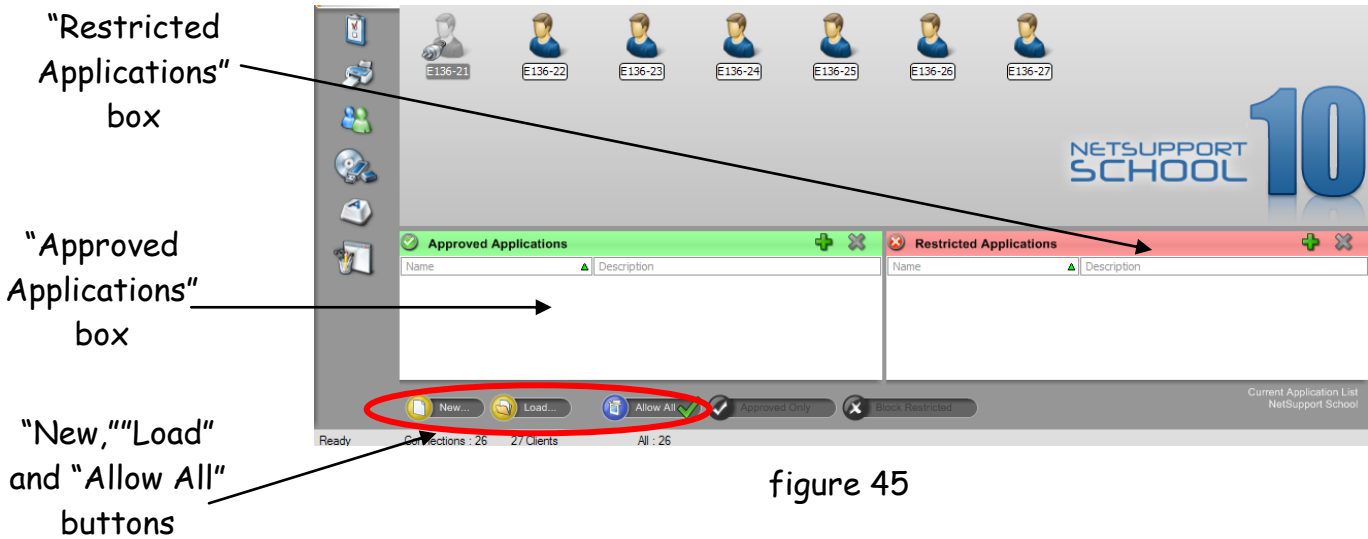 “Restricted
Applications”
box
E136-21 E136-22 E136-23 E136-24 E136-25 E136-26 E136-27
10
NETSUPPORT
SCHOOL
“Approved
Applications”
box
Approved Applications
Name Description
Restricted Applications
Name Description
“New,””Load”
and “Allow All”
buttons
New... Load... Allow All Approved Only Block Restricted
Current Application List
NetSupport School
Ready Connections : 26 27 Clients All : 26
figure 45